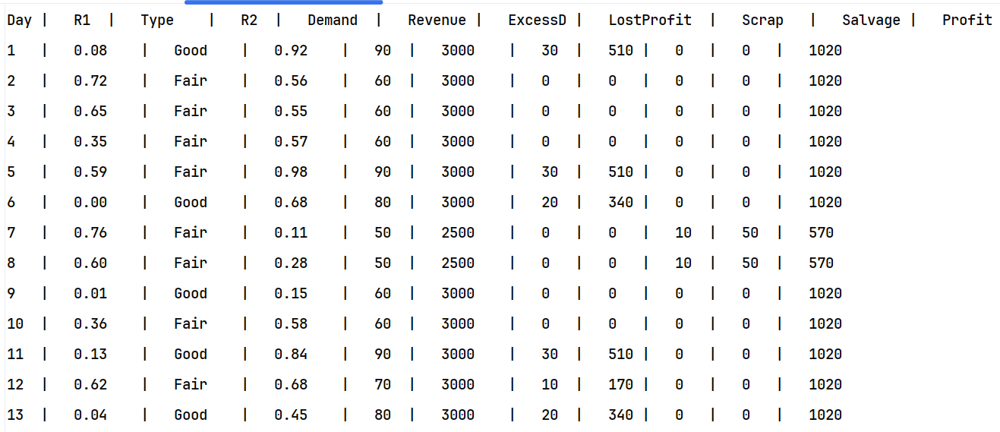 Day | R1 | Type | R2 | Demand | Revenue | ExcessD | LostProfit | Scrap | Salvage | Profit
1 | 0.08 | Good | 0.92 | 90 | 3000 | 30 | 510 | 0 | 0 | 1020
2 | 0.72 | Fair | 0.56 | 60 | 3000 | 0 | 0 | 0 | 0 | 1020
3 | 0.65 | Fair | 0.55 | 60 | 3000 | 0 | 0 | 0 | 0 | 1020
4 | 0.35 | Fair | 0.57 | 60 | 3000 | 0 | 0 | 0 | 0 | 1020
5 | 0.59 | Fair | 0.98 | 90 | 3000 | 30 | 510 | 0 | 0 | 1020
6 | 0.00 | Good | 0.68 | 80 | 3000 | 20 | 340 | 0 | 0 | 1020
7 | 0.76 | Fair | 0.11 | 50 | 2500 | 0 | 0 | 10 | 50 | 570
8 | 0.60 | Fair | 0.28 | 50 | 2500 | 0 | 0 | 10 | 50 | 570
9 | 0.01 | Good | 0.15 | 60 | 3000 | 0 | 0 | 0 | 0 | 1020
10 | 0.36 | Fair | 0.58 | 60 | 3000 | 0 | 0 | 0 | 0 | 1020
11 | 0.13 | Good | 0.84 | 90 | 3000 | 30 | 510 | 0 | 0 | 1020
12 | 0.62 | Fair | 0.68 | 70 | 3000 | 10 | 170 | 0 | 0 | 1020
13 | 0.04 | Good | 0.45 | 80 | 3000 | 20 | 340 | 0 | 0 | 1020